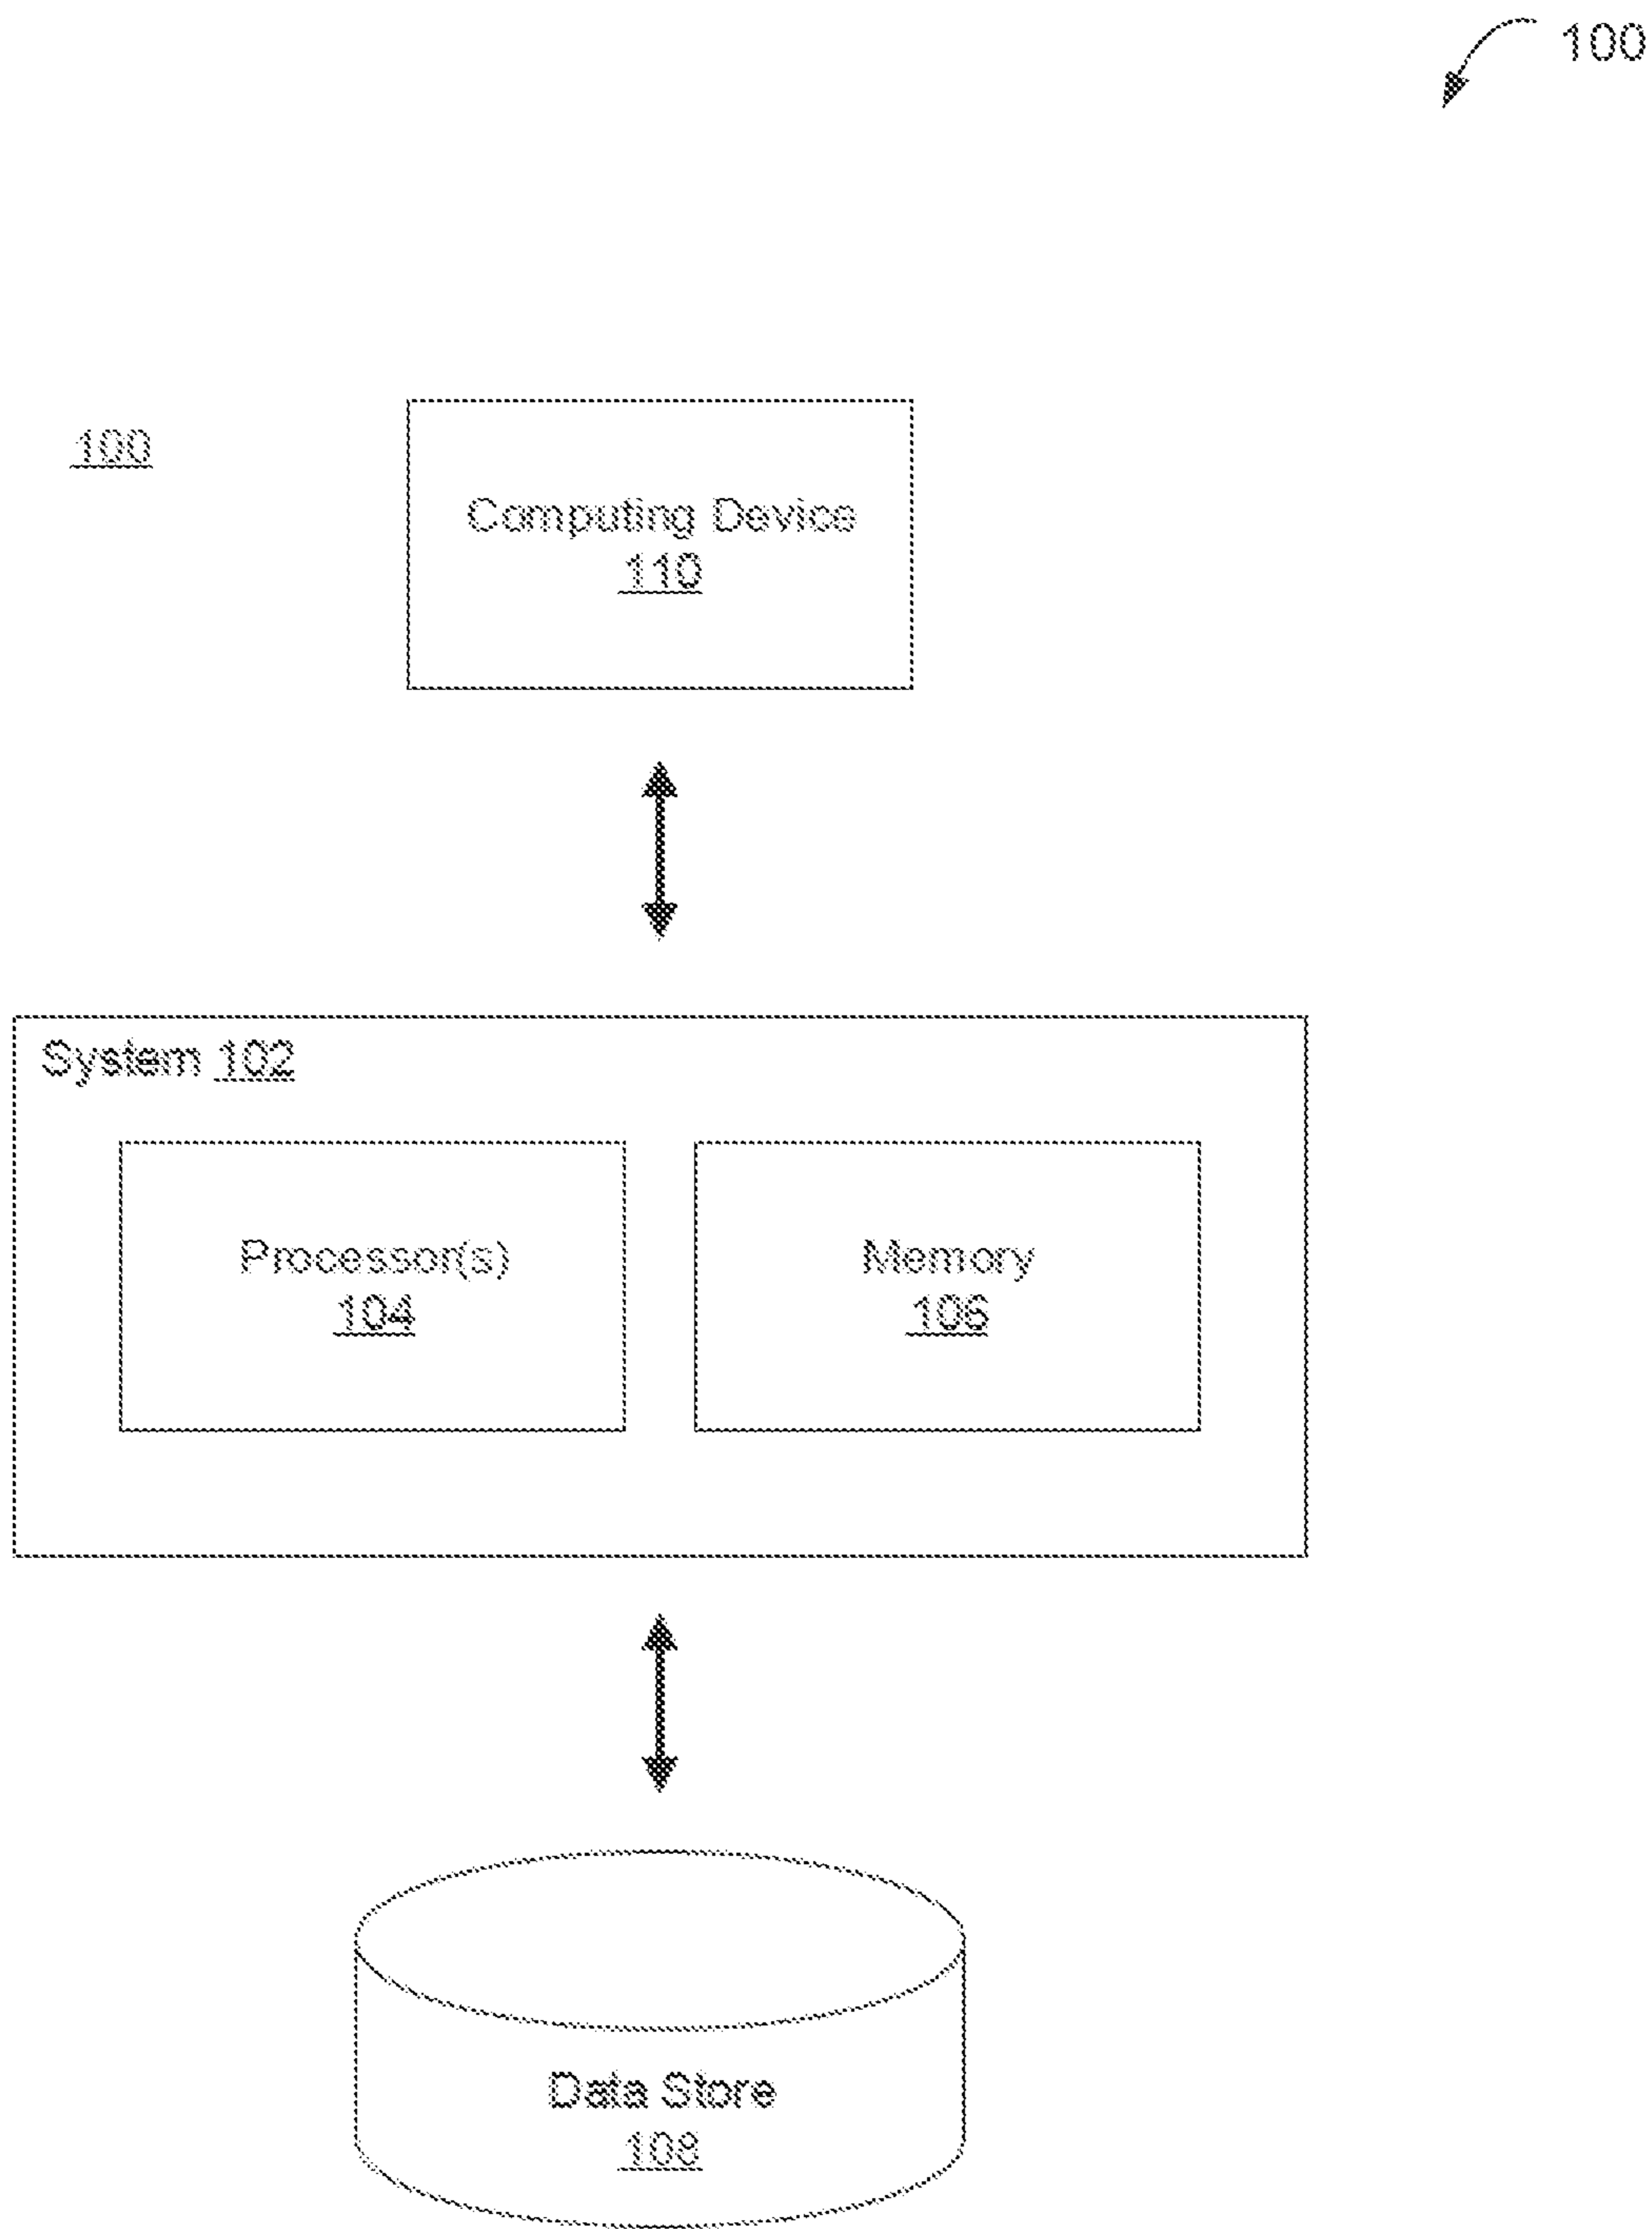 100
100
Computing Device
110
System 102
Processor(s)
104
Memory
106
Data Store
108